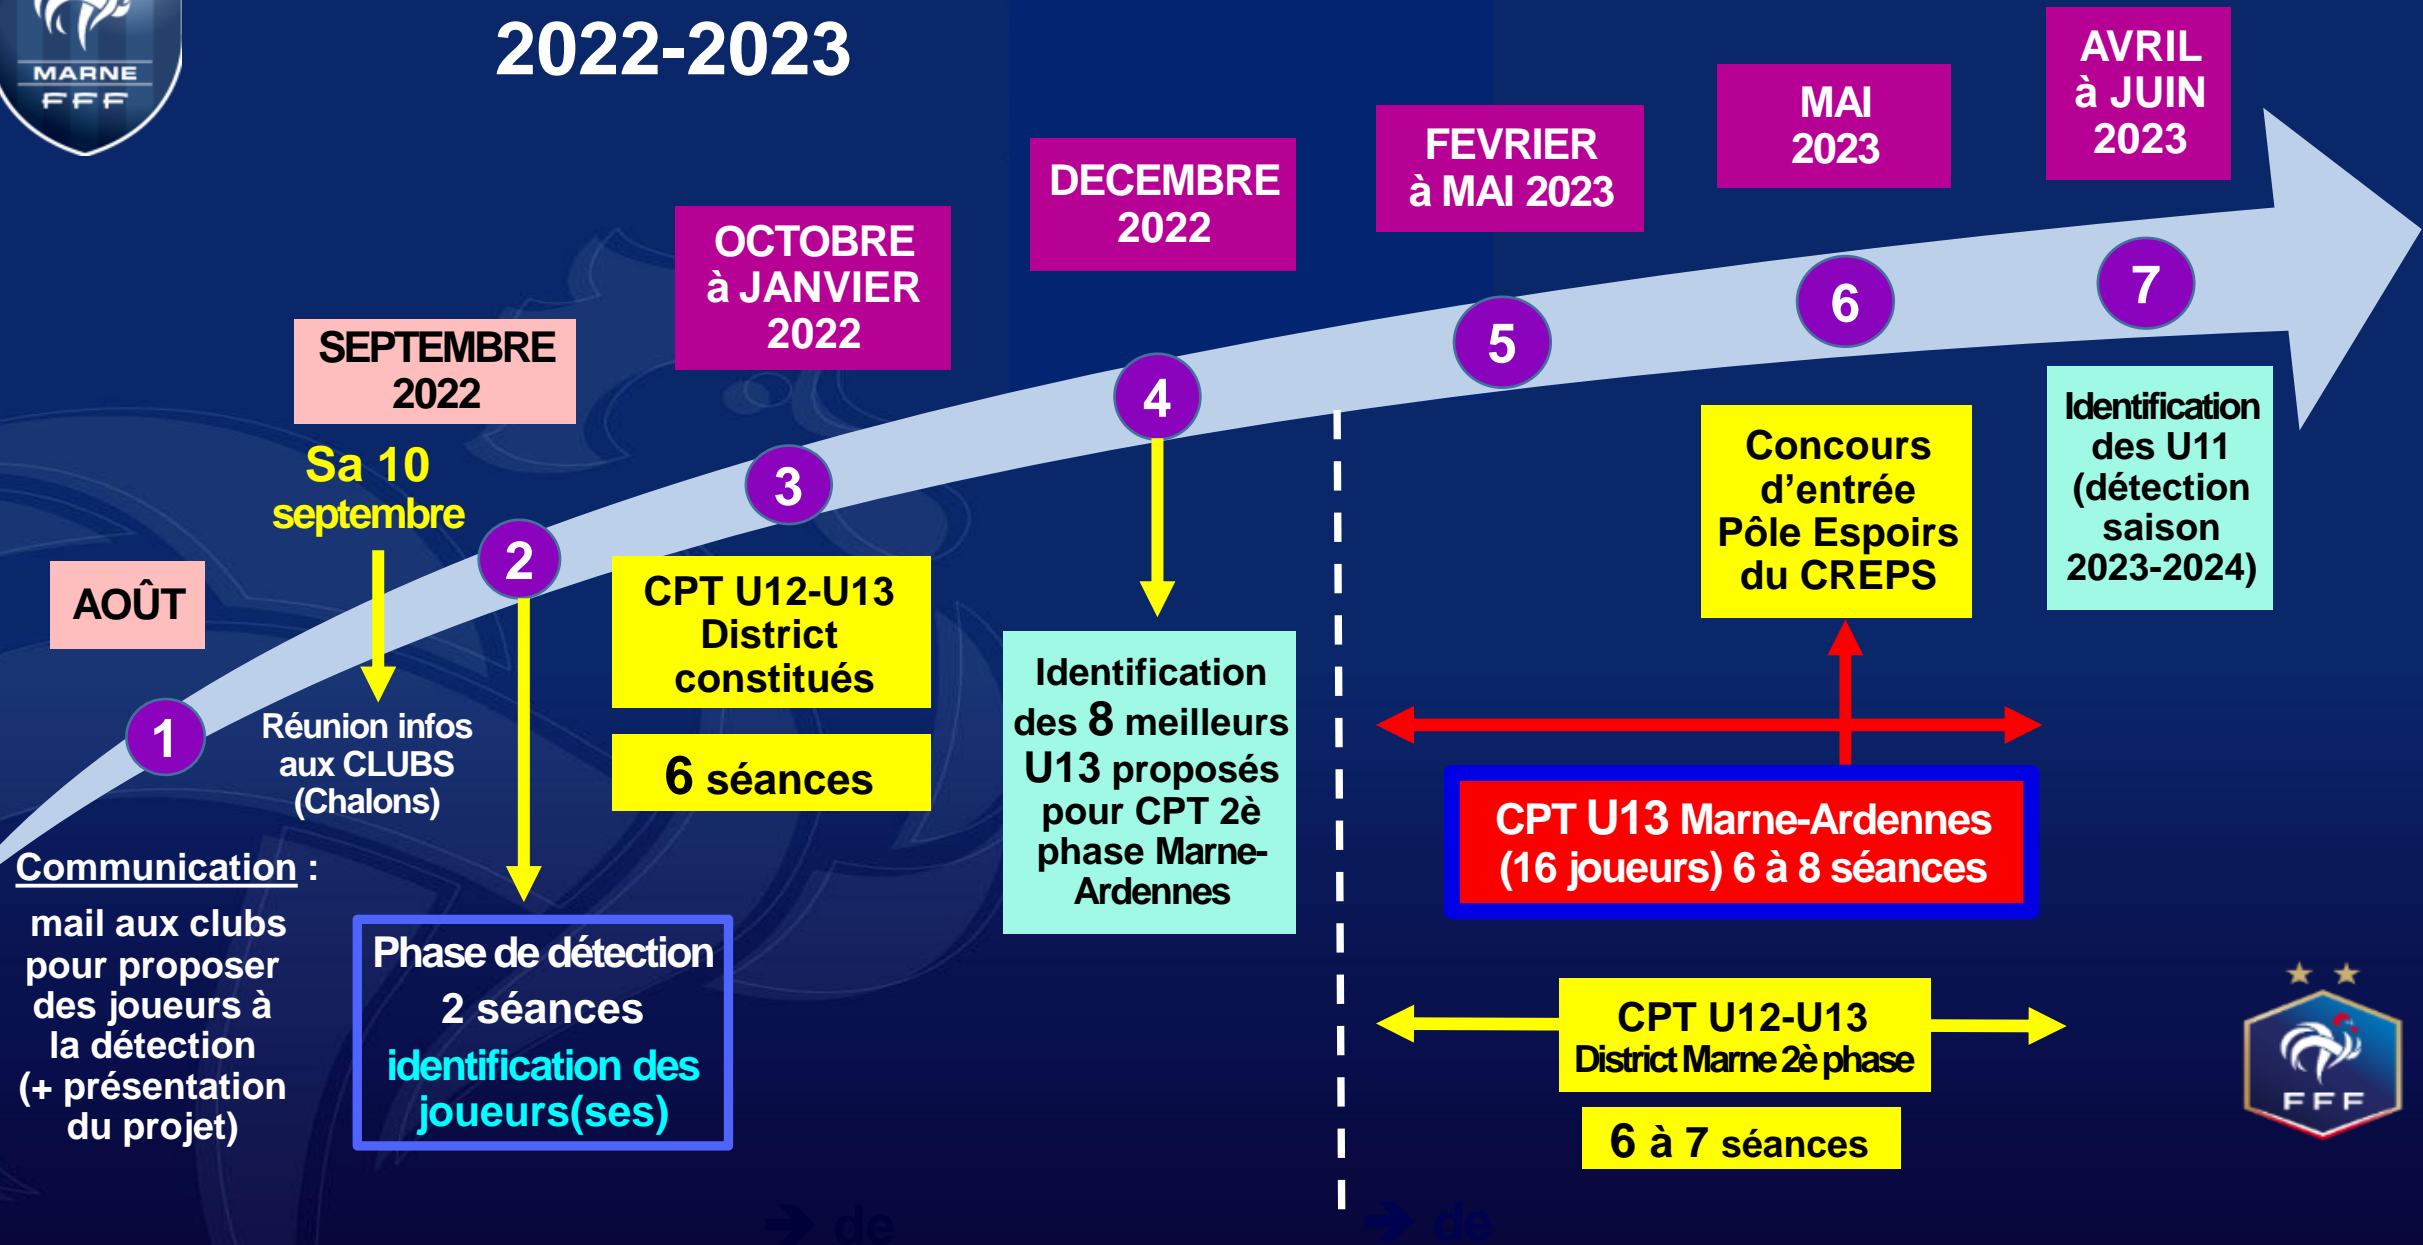 MARNE
FFF
2022-2023
AOÛT
1
Communication :
mail aux clubs
pour proposer
des joueurs à
la détection
(+ présentation
du projet)
SEPTEMBRE
2022
Sa 10
septembre
Réunion infos
aux CLUBS
(Chalons)
2
Phase de détection
2 séances
identification des
joueurs(ses)
OCTOBRE
à JANVIER
2022
3
CPT U12-U13
District
constitués
6 séances
DECEMBRE
2022
4
Identification
des 8 meilleurs
U13 proposés
pour CPT 2è
phase Marne-
Ardennes
FEVRIER
à MAI 2023
5
MAI
2023
6
Concours
d’entrée
Pôle Espoirs
du CREPS
CPT U13 Marne-Ardennes
(16 joueurs) 6 à 8 séances
CPT U12-U13
District Marne 2è phase
6 à 7 séances
AVRIL
à JUIN
2023
7
Identification
des U11
(détection
saison
2023-2024)
FFF
➔ de
➔ de